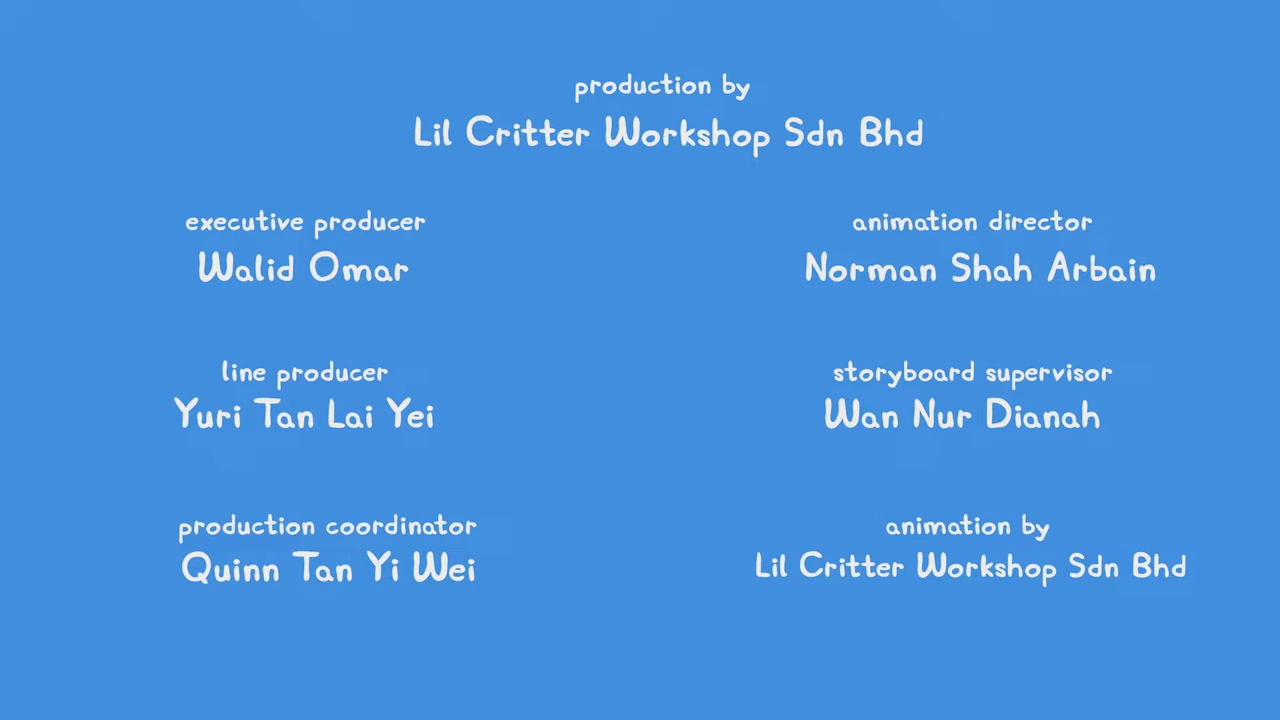 production by
Lil Critter Workshop Sdn Bhd
executive producer
Walid Omar
animation director
Norman Shah Arbain
line producer
Yuri Tan Lai Yei
storyboard supervisor
Wan Nur Dianah
production coordinator
Quinn Tan Yi Wei
animation by
Lil Critter Workshop Sdn Bhd